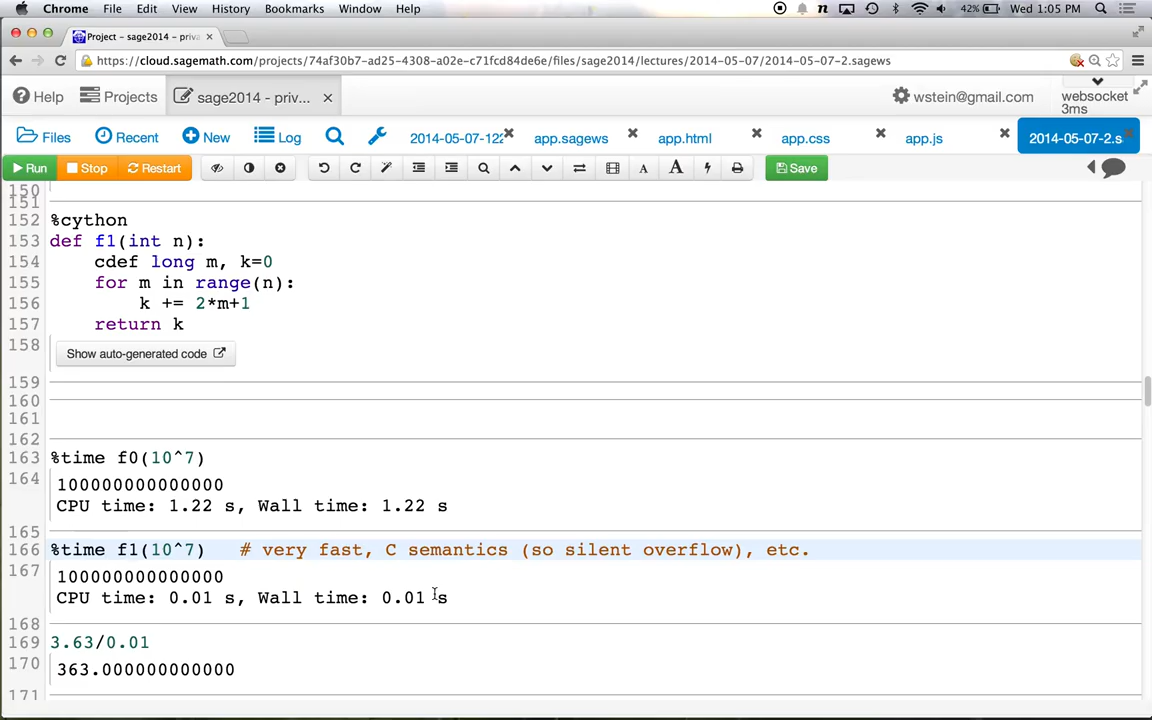 Chrome File Edit View History Bookmarks Window Help 42% Wed 1:05 PM
Project – sage2014 – priva
https://cloud.sagemath.com/projects/74af30b7-ad25-4308-a02e-c71fcd84de6e/files/sage2014/lectures/2014-05-07/2014-05-07-2.sagews
Help Projects sage2014 - priv... wstein@gmail.com websocket
3ms
Files Recent New Log 2014-05-07-122 app.sagews app.html app.css app.js 2014-05-07-2.s
Run Stop Restart A A Save
150
151
152 %cython
153 def f1(int n):
154 cdef long m, k=0
155 for m in range(n):
156 k += 2*m+1
157 return k
158
Show auto-generated code
159
160
161
162
163 %time f0(10^7)
164 100000000000000
CPU time: 1.22 s, Wall time: 1.22 s
165
166 %time f1(10^7) # very fast, C semantics (so silent overflow), etc.
167 100000000000000
CPU time: 0.01 s, Wall time: 0.01 s
168
169 3.63/0.01
170 363.000000000000
171